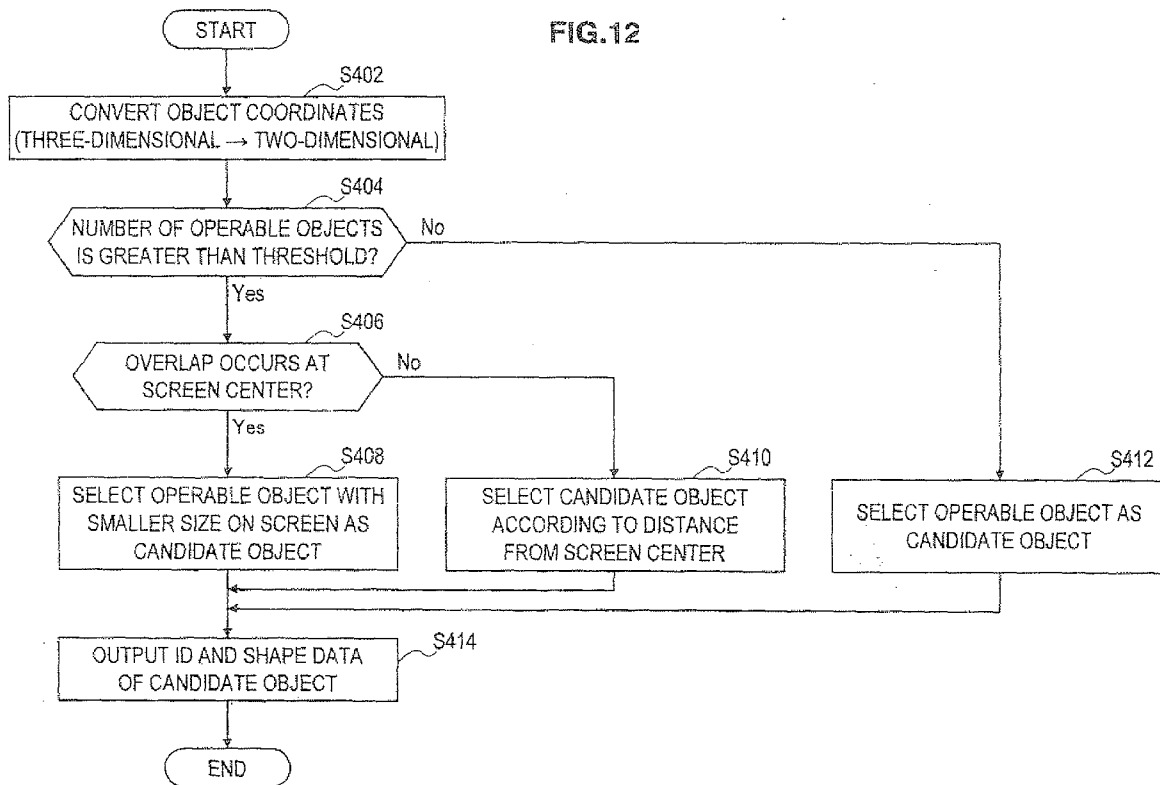 START
FIG.12
S402
CONVERT OBJECT COORDINATES
(THREE-DIMENSIONAL → TWO-DIMENSIONAL)
S404
NUMBER OF OPERABLE OBJECTS
IS GREATER THAN THRESHOLD?
No
Yes
S406
OVERLAP OCCURS AT
SCREEN CENTER?
No
Yes
S408
SELECT OPERABLE OBJECT WITH
SMALLER SIZE ON SCREEN AS
CANDIDATE OBJECT
S410
SELECT CANDIDATE OBJECT
ACCORDING TO DISTANCE
FROM SCREEN CENTER
S412
SELECT OPERABLE OBJECT AS
CANDIDATE OBJECT
S414
OUTPUT ID AND SHAPE DATA
OF CANDIDATE OBJECT
END